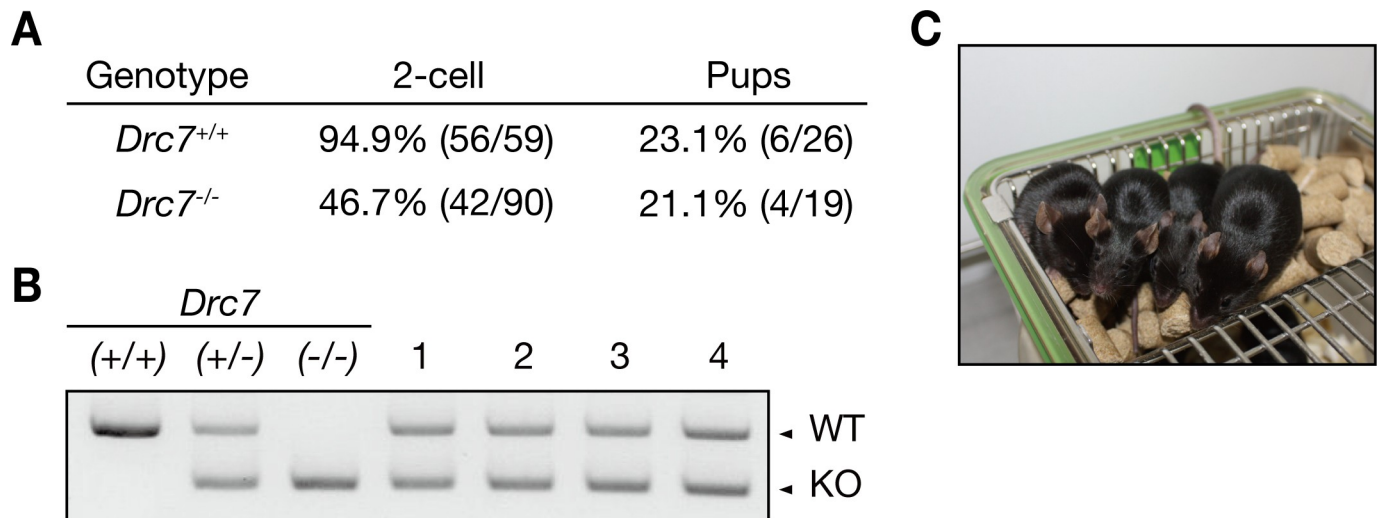 A
Genotype 2-cell Pups
Drc7+/+ 94.9% (56/59) 23.1% (6/26)
Drc7-/- 46.7% (42/90) 21.1% (4/19)
B
Drc7
(+/+) (+/-) (-/-) 1 2 3 4
WT
KO
C